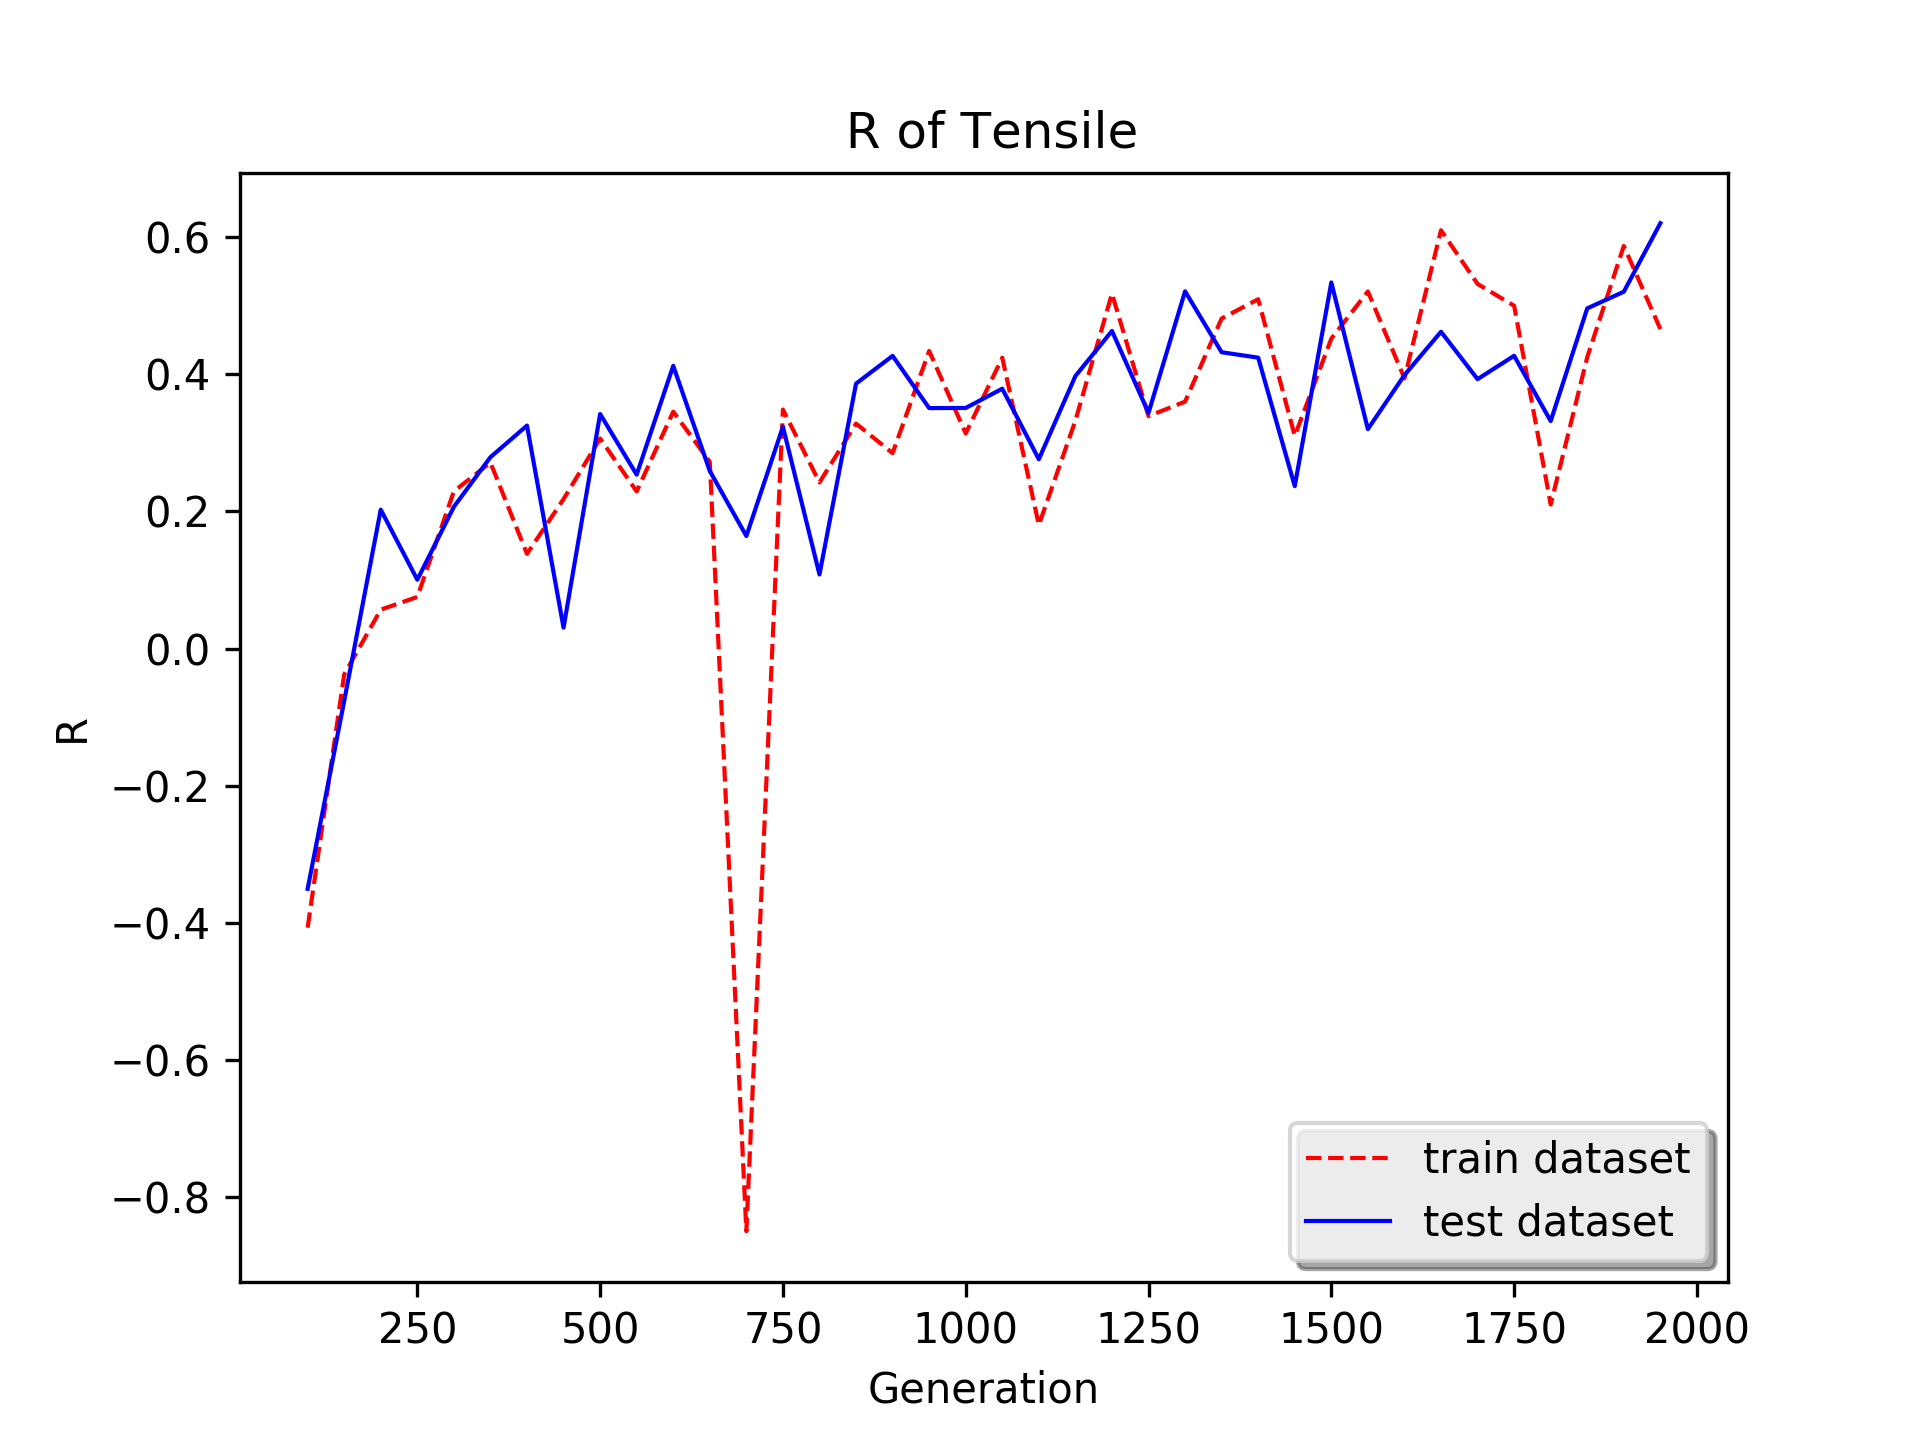 R of Tensile
R
0.6
0.4
0.2
0.0
−0.2
−0.4
−0.6
−0.8
train dataset
test dataset
250 500 750 1000 1250 1500 1750 2000
Generation